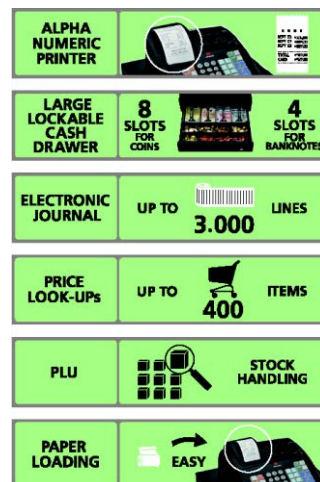 ALPHA
NUMERIC
PRINTER
LARGE
LOCKABLE
CASH
DRAWER
8
SLOTS
FOR
COINS
4
SLOTS
FOR
BANKNOTES
ELECTRONIC
JOURNAL
UP TO
3.000
LINES
PRICE
LOOK-UPs
UP TO
400
ITEMS
PLU
STOCK
HANDLING
PAPER
LOADING
EASY